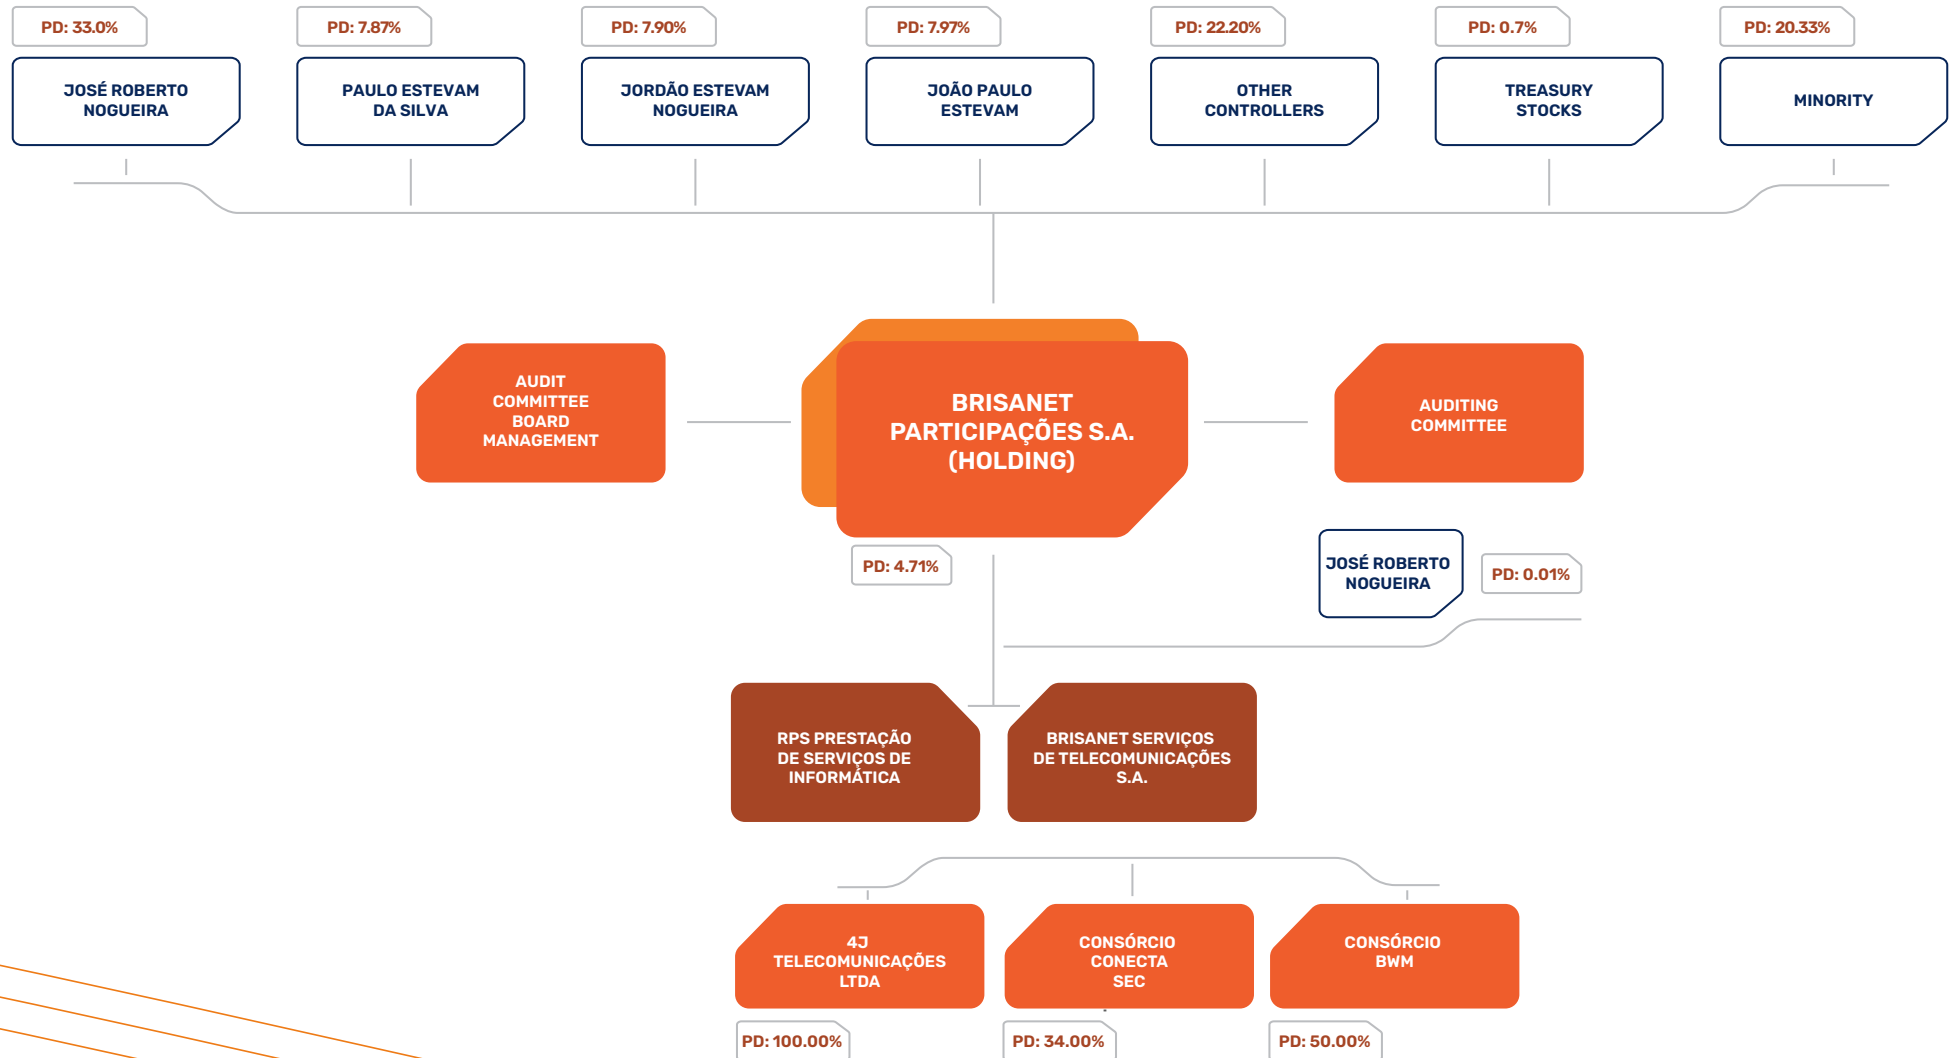 PD: 33.0%
PD: 7.87%
PD: 7.90%
PD: 7.97%
PD: 22.20%
PD: 0.7%
PD: 20.33%
JOSÉ ROBERTO
NOGUEIRA
PAULO ESTEVAM
DA SILVA
JORDÃO ESTEVAM
NOGUEIRA
JOÃO PAULO
ESTEVAM
OTHER
CONTROLLERS
TREASURY
STOCKS
MINORITY
AUDIT
COMMITTEE
BOARD
MANAGEMENT
BRISANET
PARTICIPAÇÕES S.A.
(HOLDING)
AUDITING
COMMITTEE
PD: 4.71%
JOSÉ ROBERTO
NOGUEIRA
PD: 0.01%
RPS PRESTAÇÃO
DE SERVIÇOS DE
INFORMÁTICA
BRISANET SERVIÇOS
DE TELECOMUNICAÇÕES
S.A.
4J
TELECOMUNICAÇÕES
LTDA
CONSÓRCIO
CONECTA
SEC
CONSÓRCIO
BWM
PD: 100.00%
PD: 34.00%
PD: 50.00%